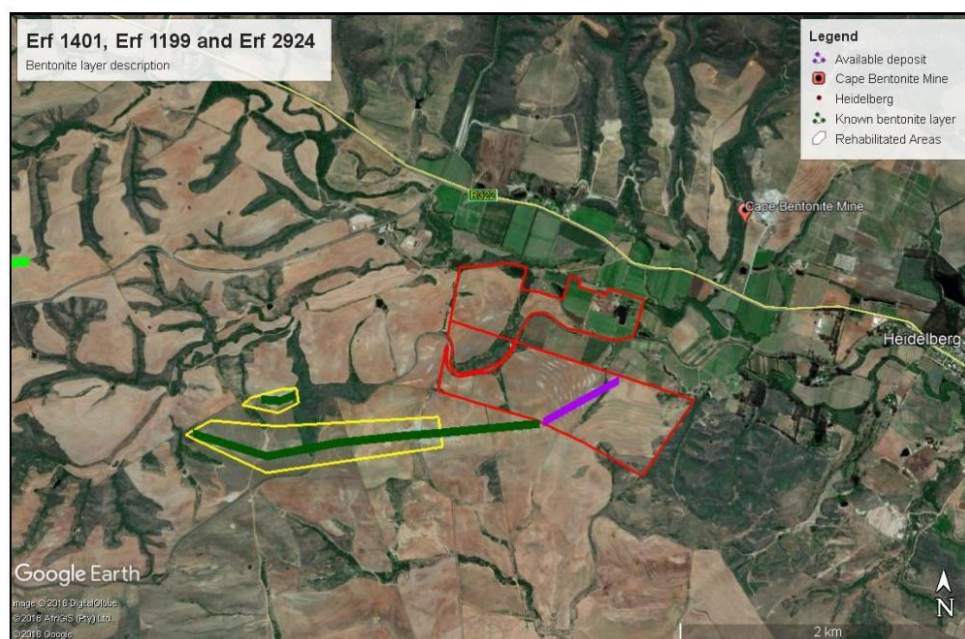 Erf 1401, Erf 1199 and Erf 2924
Bentonite layer description
Legend
Available deposit
Cape Bentonite Mine
Heidelberg
Known bentonite layer
Rehabilitated Areas
R322
Cape Bentonite Mine
Heidelberg
Google Earth
Image © 2018 DigitalGlobe
©2018 AfriGIS (Pty) Ltd.
©2018 Google
N
2 km